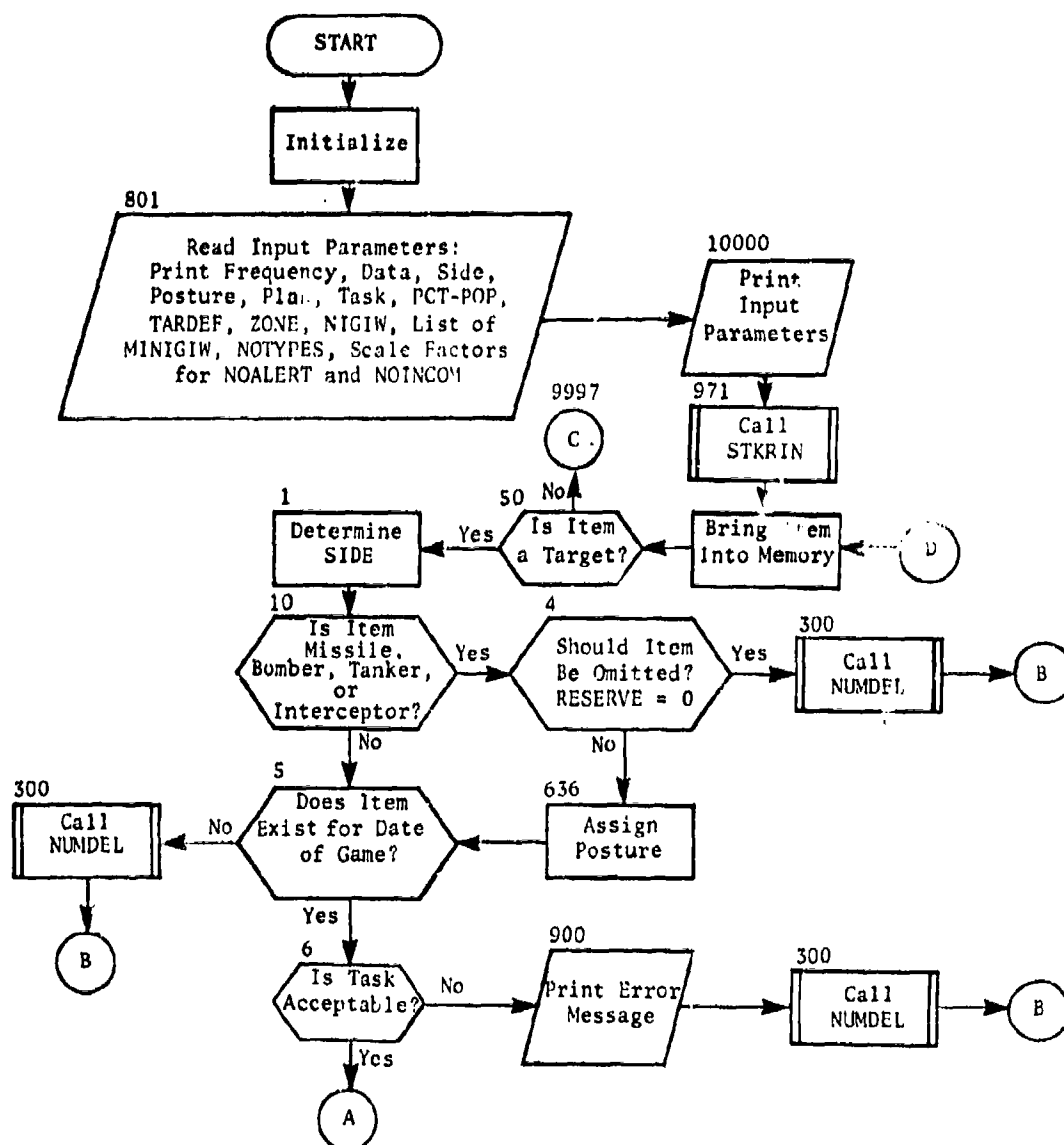 START
Initialize
801
Read Input Parameters:
Print Frequency, Data, Side,
Posture, Plan, Task, PCT-POP,
TARDEF, ZONE, NIGIW, List of
MINIGIW, NOTYPES, Scale Factors
for NOALERT and NOINCOM
10000
Print
Input
Parameters
971
Call
STKRIN
9997
C
No
50
Is Item
a Target?
Yes
1
Determine
SIDE
Bring Item
Into Memory
D
10
Is Item
Missile,
Bomber, Tanker,
or
Interceptor?
Yes
No
4
Should Item
Be Omitted?
RESERVE = 0
Yes
No
300
Call
NUMDEL
B
5
Does Item
Exist for Date
of Game?
No
Yes
636
Assign
Posture
300
Call
NUMDEL
B
6
Is Task
Acceptable?
No
Yes
900
Print Error
Message
300
Call
NUMDEL
B
A